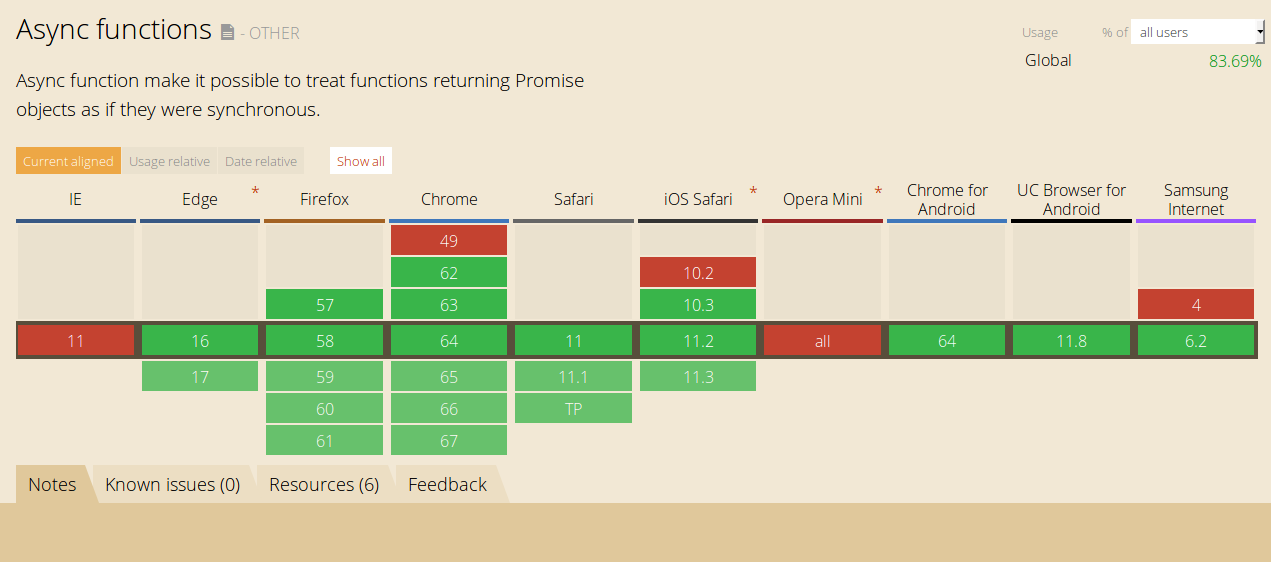 Async functions - OTHER
Usage % of all users
Global 83.69%
Async function make it possible to treat functions returning Promise
objects as if they were synchronous.
Current aligned Usage relative Date relative Show all
IE Edge * Firefox Chrome Safari iOS Safari * Opera Mini * Chrome for Android UC Browser for Android Samsung Internet
49
62 10.2
57 63 10.3 4
11 16 58 64 11 11.2 all 64 11.8 6.2
17 59 65 11.1 11.3
60 66 TP
61 67
Notes Known issues (0) Resources (6) Feedback